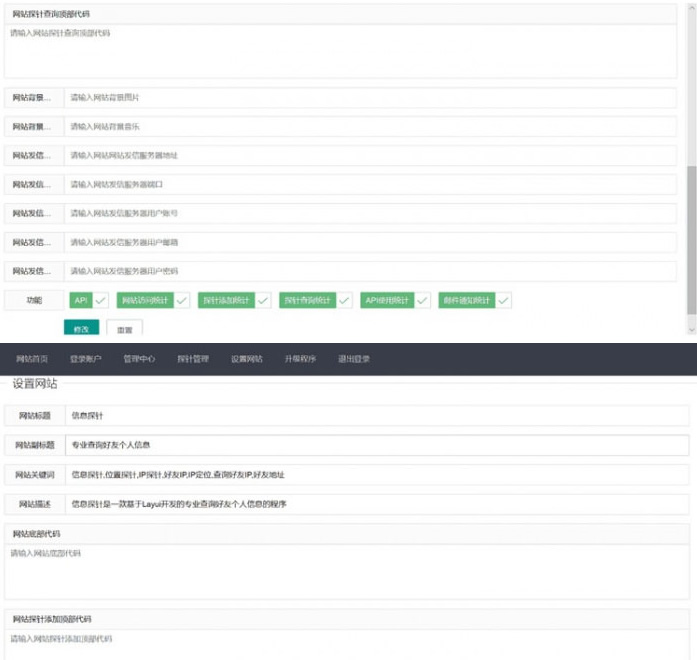 网站探针查询顶部代码
请输入网站探针查询顶部代码
网站背景... 请输入网站背景图片
网站背景... 请输入网站背景音乐
网站发信... 请输入网站网站发信服务器地址
网站发信... 请输入网站发信服务器端口
网站发信... 请输入网站发信服务器用户账号
网站发信... 请输入网站发信服务器用户邮箱
网站发信... 请输入网站发信服务器用户密码
功能 API 网站访问统计 探针添加统计 探针查询统计 API使用统计 邮件通知统计
修改 重置
网站首页 登录账户 管理中心 探针管理 设置网站 升级程序 退出登录
设置网站
网站标题 信息探针
网站副标题 专业查询好友个人信息
网站关键词 信息探针,位置探针,IP探针,好友IP,IP定位,查询好友IP,好友地址
网站描述 信息探针是一款基于Layui开发的专业查询好友个人信息的程序
网站底部代码
请输入网站底部代码
网站探针添加顶部代码
请输入网站探针添加顶部代码